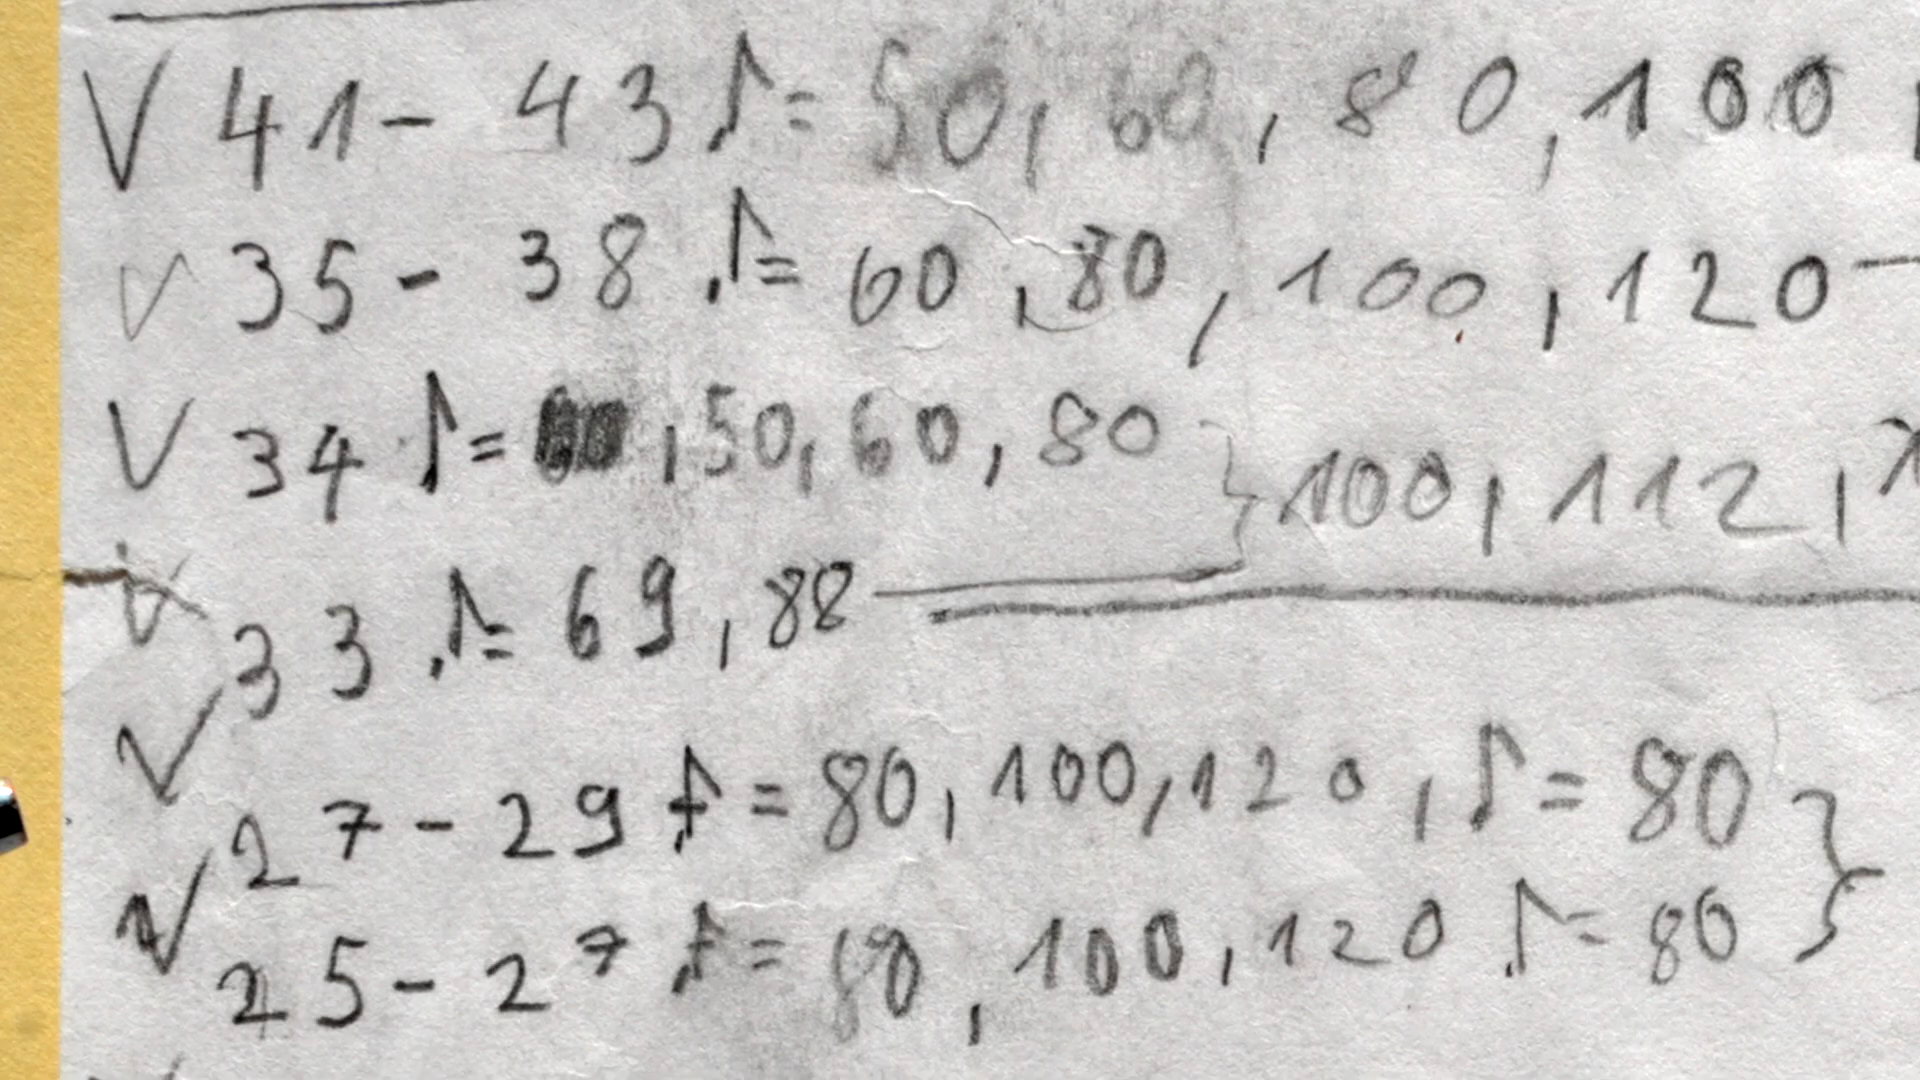 √ 41 - 43 ♪ = 50, 60, 80, 100
√ 35 - 38 ♪ = 60, 80, 100, 120 -
√ 34 ♪ = , 50, 60, 80 } 100, 112,
√ 33 ♪ = 69, 88
√ 27 - 29 ♪ = 80, 100, 120, ♪ = 80 }
√ 25 - 27 ♪ = 80, 100, 120 ♪ = 80